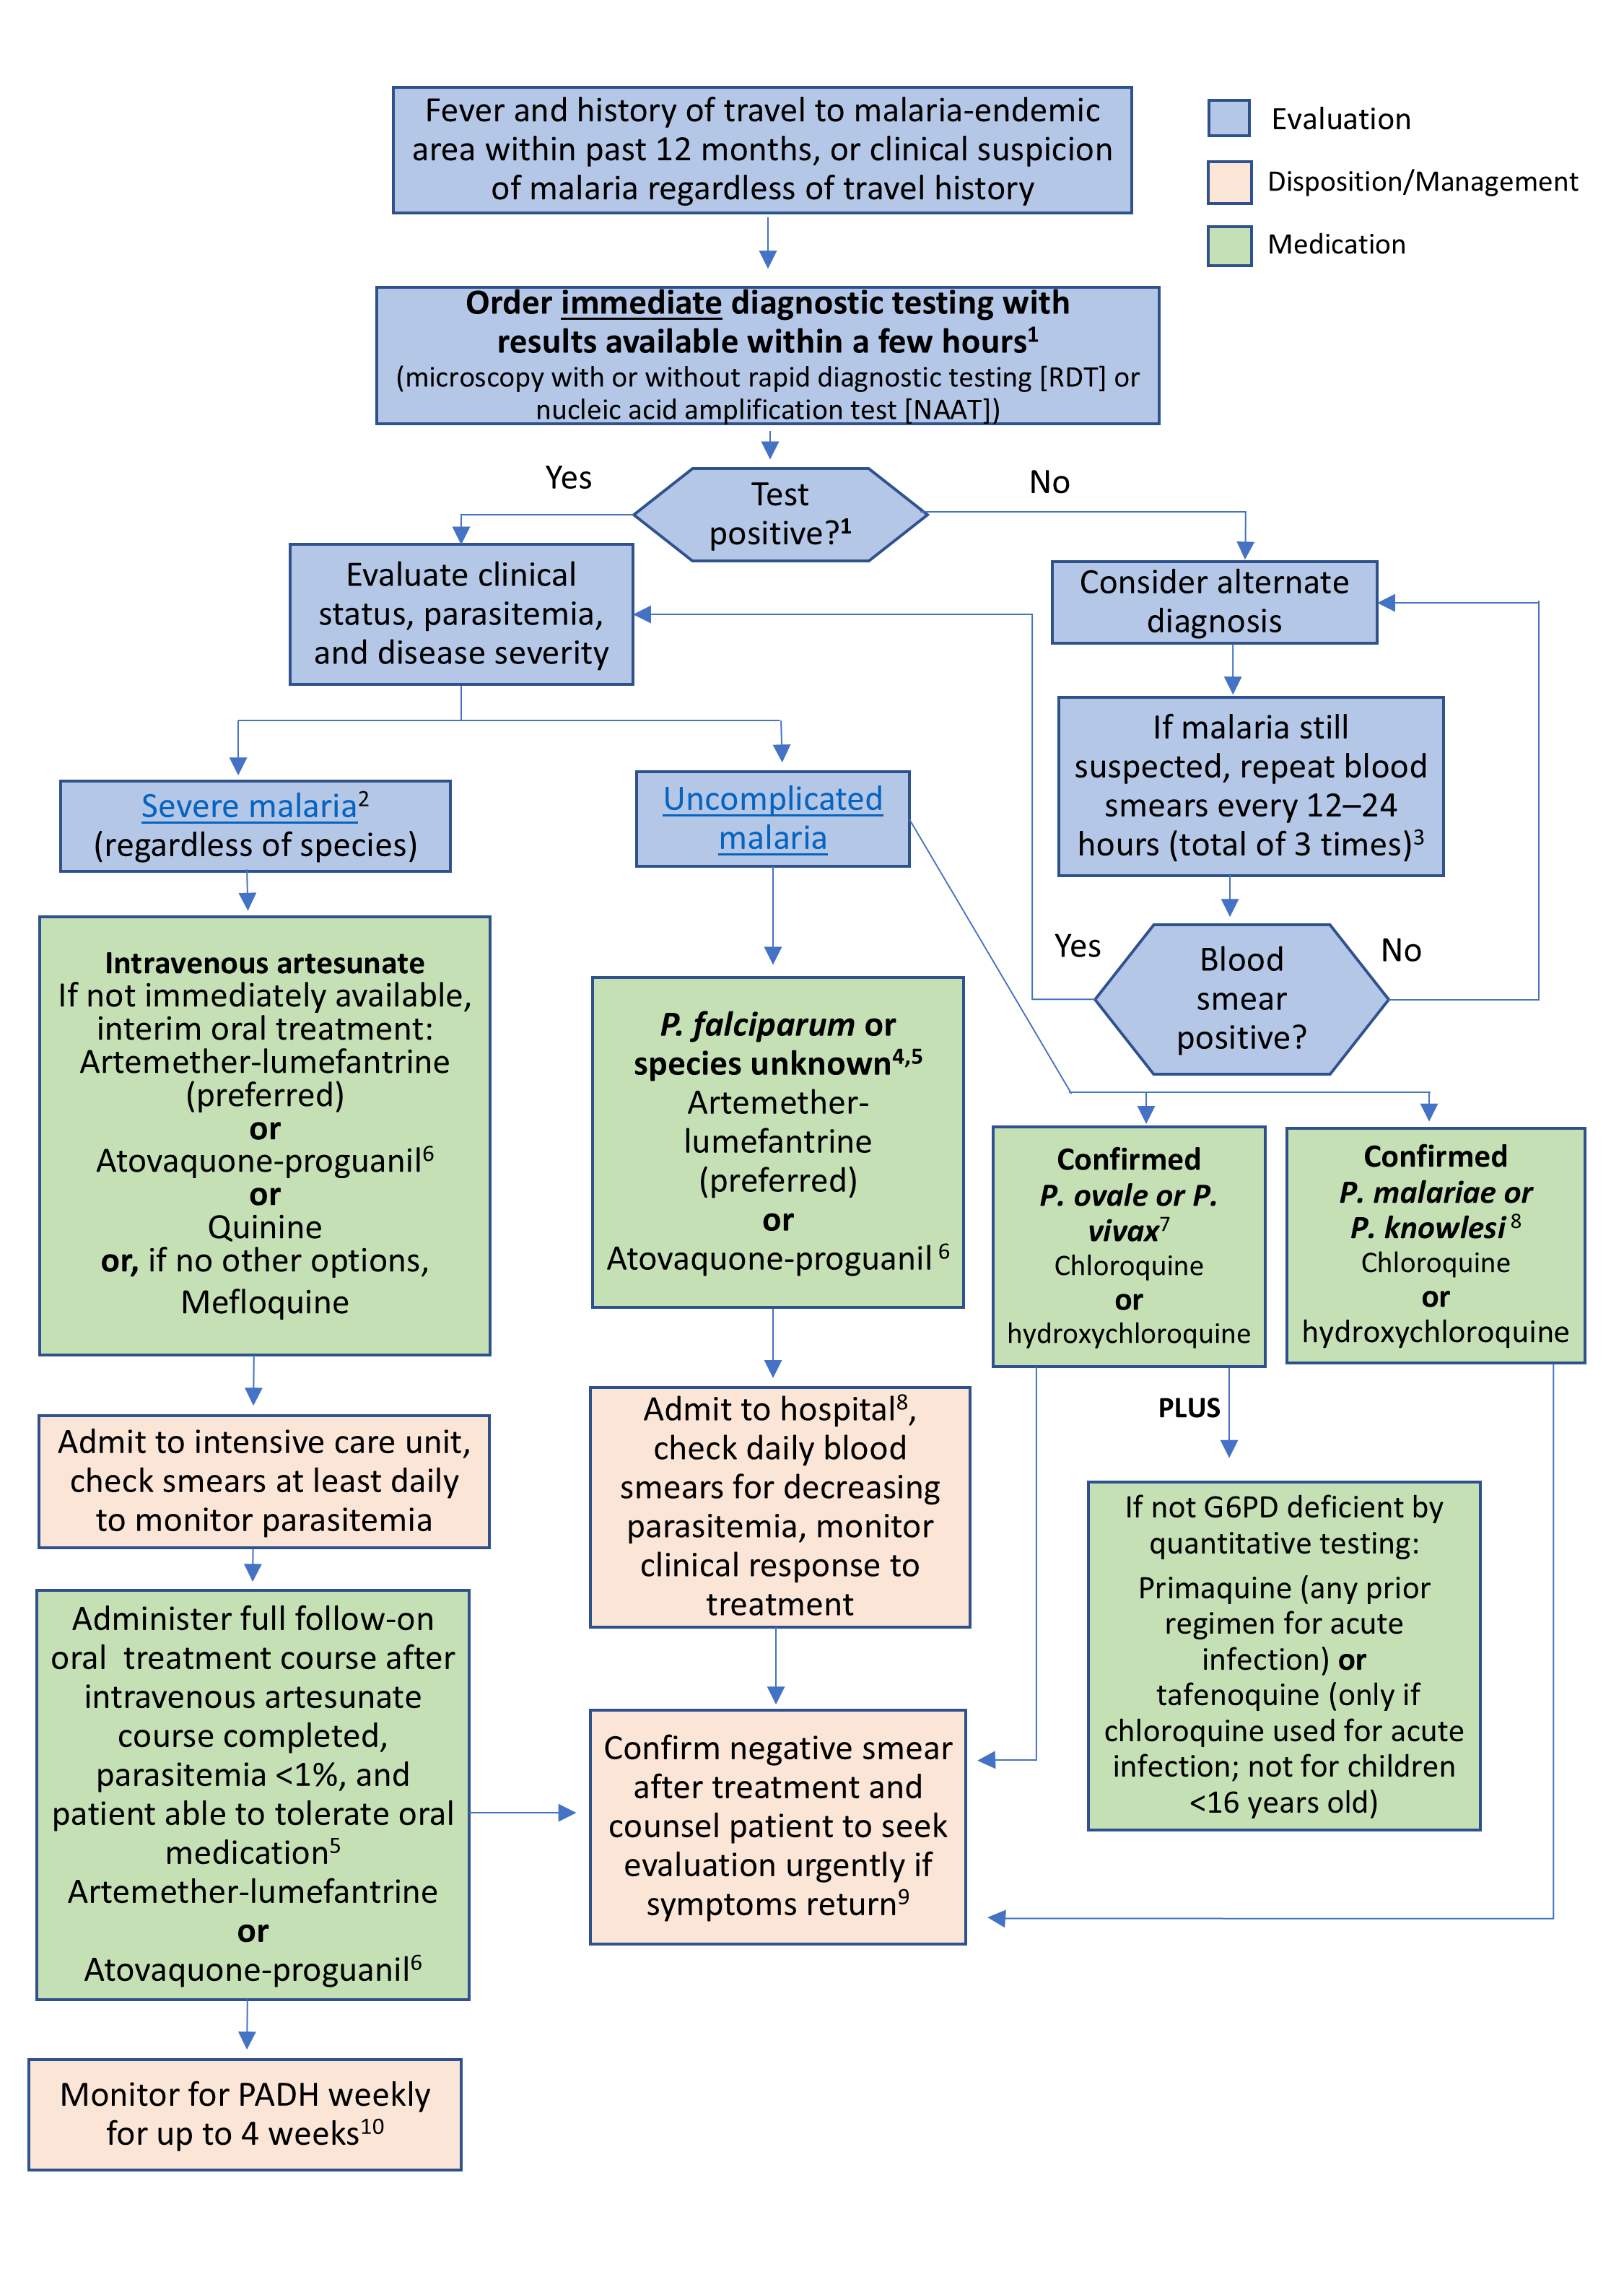 Fever and history of travel to malaria-endemic
area within past 12 months, or clinical suspicion
of malaria regardless of travel history
Evaluation
Disposition/Management
Medication
Order immediate diagnostic testing with
results available within a few hours1
(microscopy with or without rapid diagnostic testing [RDT] or
nucleic acid amplification test [NAAT])
Yes
Test
positive?1
No
Evaluate clinical
status, parasitemia,
and disease severity
Consider alternate
diagnosis
If malaria still
suspected, repeat blood
smears every 12–24
hours (total of 3 times)3
Yes
Blood
smear
positive?
No
Severe malaria2
(regardless of species)
Uncomplicated
malaria
Intravenous artesunate
If not immediately available,
interim oral treatment:
Artemether-lumefantrine
(preferred)
or
Atovaquone-proguanil6
or
Quinine
or, if no other options,
Mefloquine
P. falciparum or
species unknown4,5
Artemether-
lumefantrine
(preferred)
or
Atovaquone-proguanil 6
Confirmed
P. ovale or P.
vivax7
Chloroquine
or
hydroxychloroquine
Confirmed
P. malariae or
P. knowlesi 8
Chloroquine
or
hydroxychloroquine
PLUS
Admit to intensive care unit,
check smears at least daily
to monitor parasitemia
Admit to hospital8,
check daily blood
smears for decreasing
parasitemia, monitor
clinical response to
treatment
If not G6PD deficient by
quantitative testing:
Primaquine (any prior
regimen for acute
infection) or
tafenoquine (only if
chloroquine used for acute
infection; not for children
<16 years old)
Administer full follow-on
oral treatment course after
intravenous artesunate
course completed,
parasitemia <1%, and
patient able to tolerate oral
medication5
Artemether-lumefantrine
or
Atovaquone-proguanil6
Confirm negative smear
after treatment and
counsel patient to seek
evaluation urgently if
symptoms return9
Monitor for PADH weekly
for up to 4 weeks10